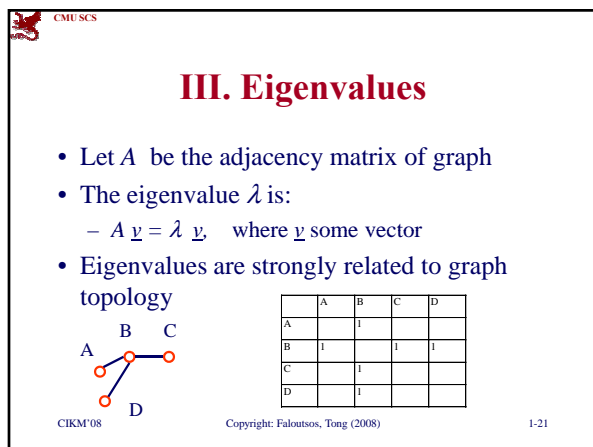 CMU SCS
III. Eigenvalues
• Let A be the adjacency matrix of graph
• The eigenvalue λ is:
– A v = λ v, where v some vector
• Eigenvalues are strongly related to graph
topology
A B C D
A 1
B 1 1 1
C 1
D 1
B C
A
D
CIKM'08 Copyright: Faloutsos, Tong (2008) 1-21